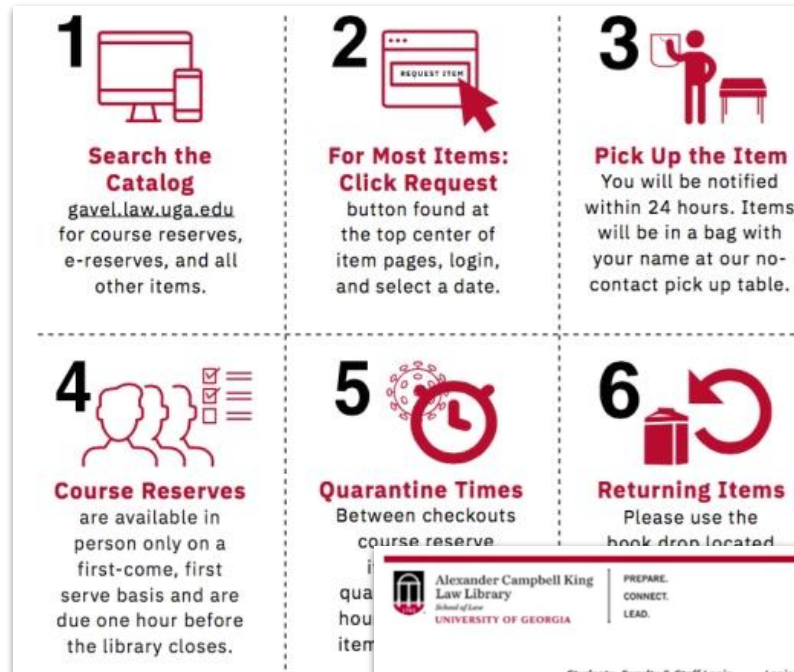 1
Search the
Catalog
gavel.law.uga.edu
for course reserves,
e-reserves, and all
other items.
2
REQUEST ITEM
For Most Items:
Click Request
button found at
the top center of
item pages, login,
and select a date.
3
Pick Up the Item
You will be notified
within 24 hours. Items
will be in a bag with
your name at our no-
contact pick up table.
4
Course Reserves
are available in
person only on a
first-come, first
serve basis and are
due one hour before
the library closes.
5
Quarantine Times
Between checkouts
course reserve
6
Returning Items
Please use the
book drop located
Alexander Campbell King
Law Library
School of Law
UNIVERSITY OF GEORGIA
PREPARE.
CONNECT.
LEAD.